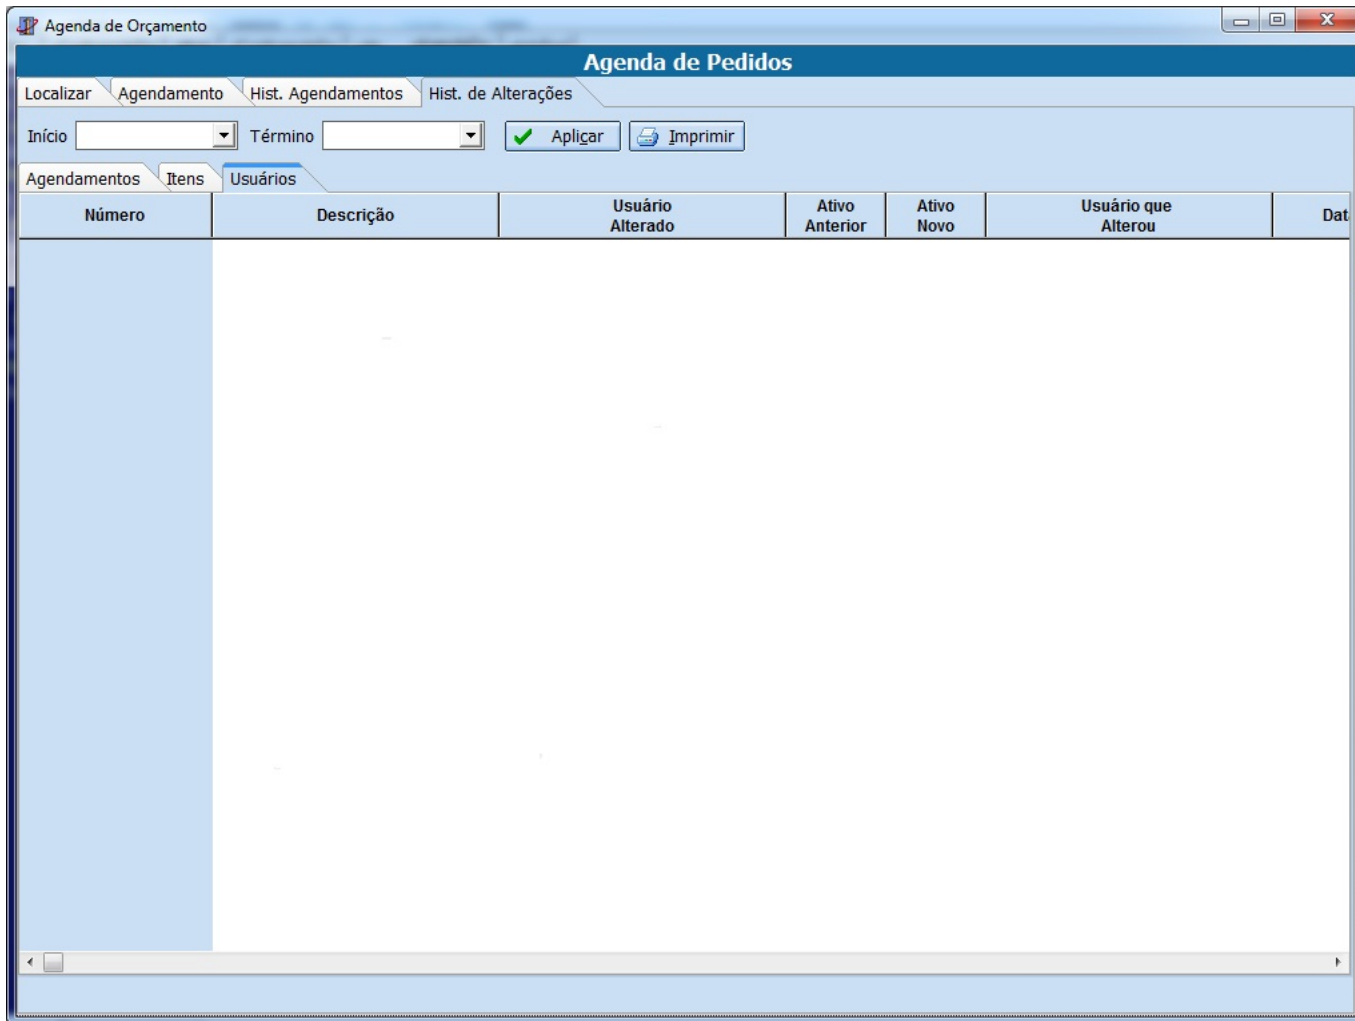 Agenda de Orçamento
Agenda de Pedidos
Localizar Agendamento Hist. Agendamentos Hist. de Alterações
Início Término Aplicar Imprimir
Agendamentos Itens Usuários
Número Descrição Usuário Alterado Ativo Anterior Ativo Novo Usuário que Alterou Dat